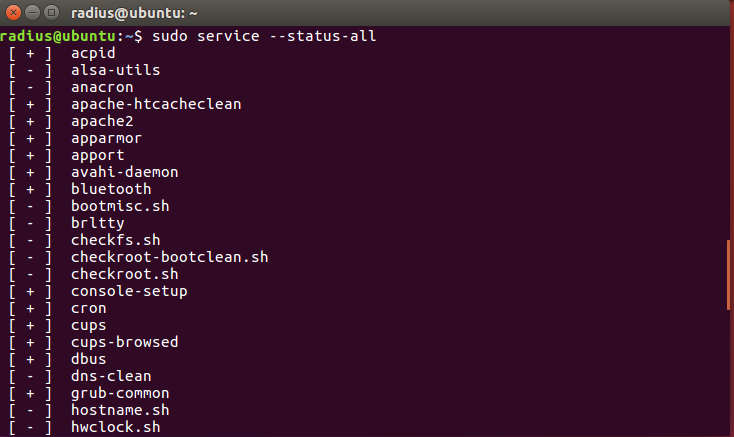 radius@ubuntu: ~
radius@ubuntu:~$ sudo service --status-all
 [ + ]  acpid
 [ - ]  alsa-utils
 [ - ]  anacron
 [ + ]  apache-htcacheclean
 [ + ]  apache2
 [ + ]  apparmor
 [ + ]  apport
 [ + ]  avahi-daemon
 [ + ]  bluetooth
 [ - ]  bootmisc.sh
 [ - ]  brltty
 [ - ]  checkfs.sh
 [ - ]  checkroot-bootclean.sh
 [ - ]  checkroot.sh
 [ + ]  console-setup
 [ + ]  cron
 [ + ]  cups
 [ + ]  cups-browsed
 [ + ]  dbus
 [ - ]  dns-clean
 [ + ]  grub-common
 [ - ]  hostname.sh
 [ - ]  hwclock.sh